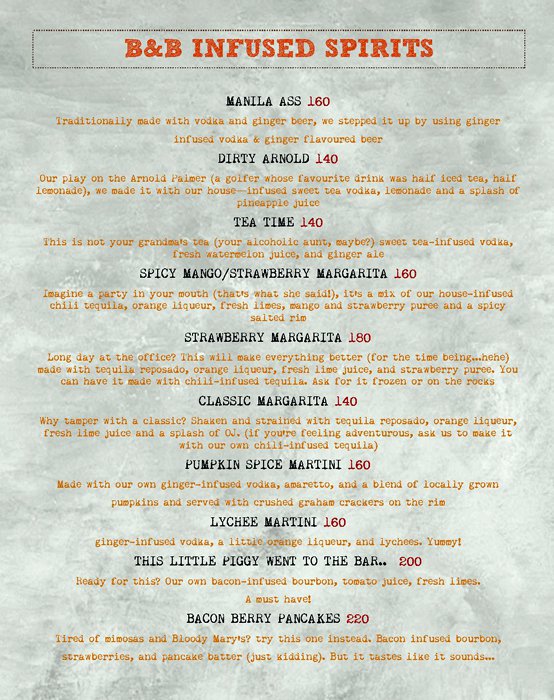 B&B INFUSED SPIRITS
MANILA ASS 160
Traditionally made with vodka and ginger beer, we stepped it up by using ginger
infused vodka & ginger flavoured beer
DIRTY ARNOLD 140
Our play on the Arnold Palmer (a golfer whose favourite drink was half iced tea, half
lemonade), we made it with our house--infused sweet tea vodka, lemonade and a splash of
pineapple juice
TEA TIME 140
This is not your grandma's tea (your alcoholic aunt, maybe?) sweet tea-infused vodka,
fresh watermelon juice, and ginger ale
SPICY MANGO/STRAWBERRY MARGARITA 160
Imagine a party in your mouth (that's what she said!), it's a mix of our house-infused
chili tequila, orange liqueur, fresh limes, mango and strawberry puree and a spicy
salted rim
STRAWBERRY MARGARITA 180
Long day at the office? This will make everything better (for the time being...hehe)
made with tequila reposado, orange liqueur, fresh lime juice, and strawberry puree. You
can have it made with chili-infused tequila. Ask for it frozen or on the rocks
CLASSIC MARGARITA 140
Why tamper with a classic? Shaken and strained with tequila reposado, orange liqueur,
fresh lime juice and a splash of OJ. (if you're feeling adventurous, ask us to make it
with our own chili-infused tequila)
PUMPKIN SPICE MARTINI 160
Made with our own ginger-infused vodka, amaretto, and a blend of locally grown
pumpkins and served with crushed graham crackers on the rim
LYCHEE MARTINI 160
ginger-infused vodka, a little orange liqueur, and lychees. Yummy!
THIS LITTLE PIGGY WENT TO THE BAR.. 200
Ready for this? Our own bacon-infused bourbon, tomato juice, fresh limes.
A must have!
BACON BERRY PANCAKES 220
Tired of mimosas and Bloody Mary's? try this one instead. Bacon infused bourbon,
strawberries, and pancake batter (just kidding). But it tastes like it sounds...